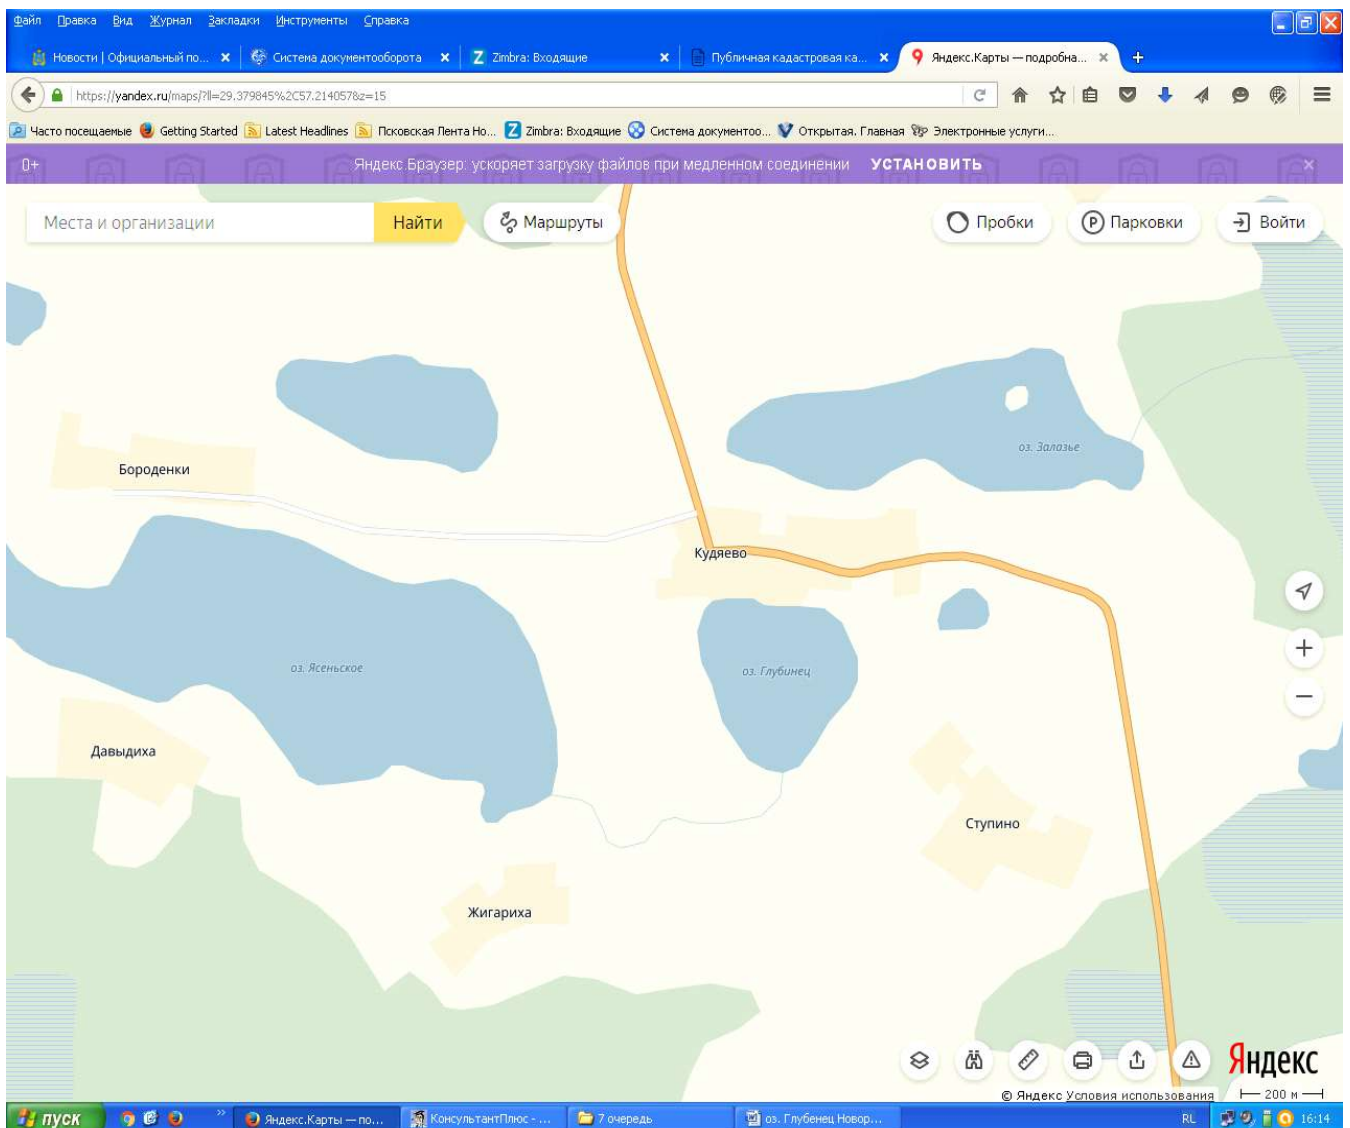 Файл Правка Вид Журнал Закладки Инструменты Справка
Новости | Официальный по... Система документооборота Zimbra: Входящие Публичная кадастровая ка... Яндекс.Карты — подробна...
https://yandex.ru/maps/?ll=29.379845%2C57.214057&z=15
Часто посещаемые Getting Started Latest Headlines Псковская Лента Но... Zimbra: Входящие Система документоо... Открытая. Главная Электронные услуги...
0+ Яндекс.Браузер: ускоряет загрузку файлов при медленном соединении УСТАНОВИТЬ
Места и организации Найти Маршруты Пробки P Парковки Войти
оз. Залазье
Бороденки
Кудяево
оз. Ясеньское
оз. Глубинец
Давыдиха
Ступино
Жигариха
Яндекс
© Яндекс Условия использования 200 м
пуск Яндекс.Карты — по... КонсультантПлюс - ... 7 очередь оз. Глубенец Новор... RL 16:14